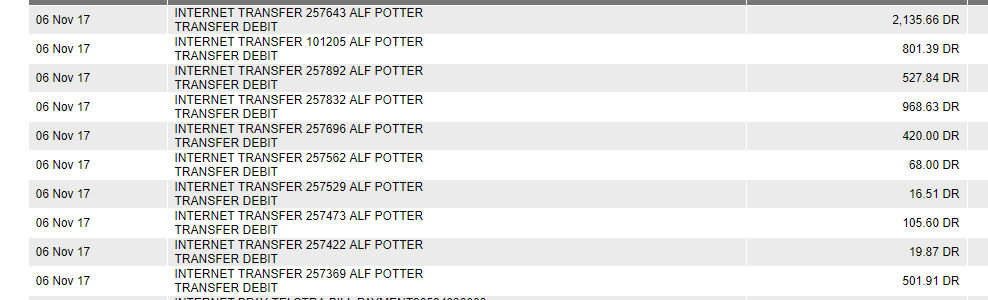 06 Nov 17 INTERNET TRANSFER 257643 ALF POTTER 2,135.66 DR
TRANSFER DEBIT
06 Nov 17 INTERNET TRANSFER 101205 ALF POTTER 801.39 DR
TRANSFER DEBIT
06 Nov 17 INTERNET TRANSFER 257892 ALF POTTER 527.84 DR
TRANSFER DEBIT
06 Nov 17 INTERNET TRANSFER 257832 ALF POTTER 968.63 DR
TRANSFER DEBIT
06 Nov 17 INTERNET TRANSFER 257696 ALF POTTER 420.00 DR
TRANSFER DEBIT
06 Nov 17 INTERNET TRANSFER 257562 ALF POTTER 68.00 DR
TRANSFER DEBIT
06 Nov 17 INTERNET TRANSFER 257529 ALF POTTER 16.51 DR
TRANSFER DEBIT
06 Nov 17 INTERNET TRANSFER 257473 ALF POTTER 105.60 DR
TRANSFER DEBIT
06 Nov 17 INTERNET TRANSFER 257422 ALF POTTER 19.87 DR
TRANSFER DEBIT
06 Nov 17 INTERNET TRANSFER 257369 ALF POTTER 501.91 DR
TRANSFER DEBIT